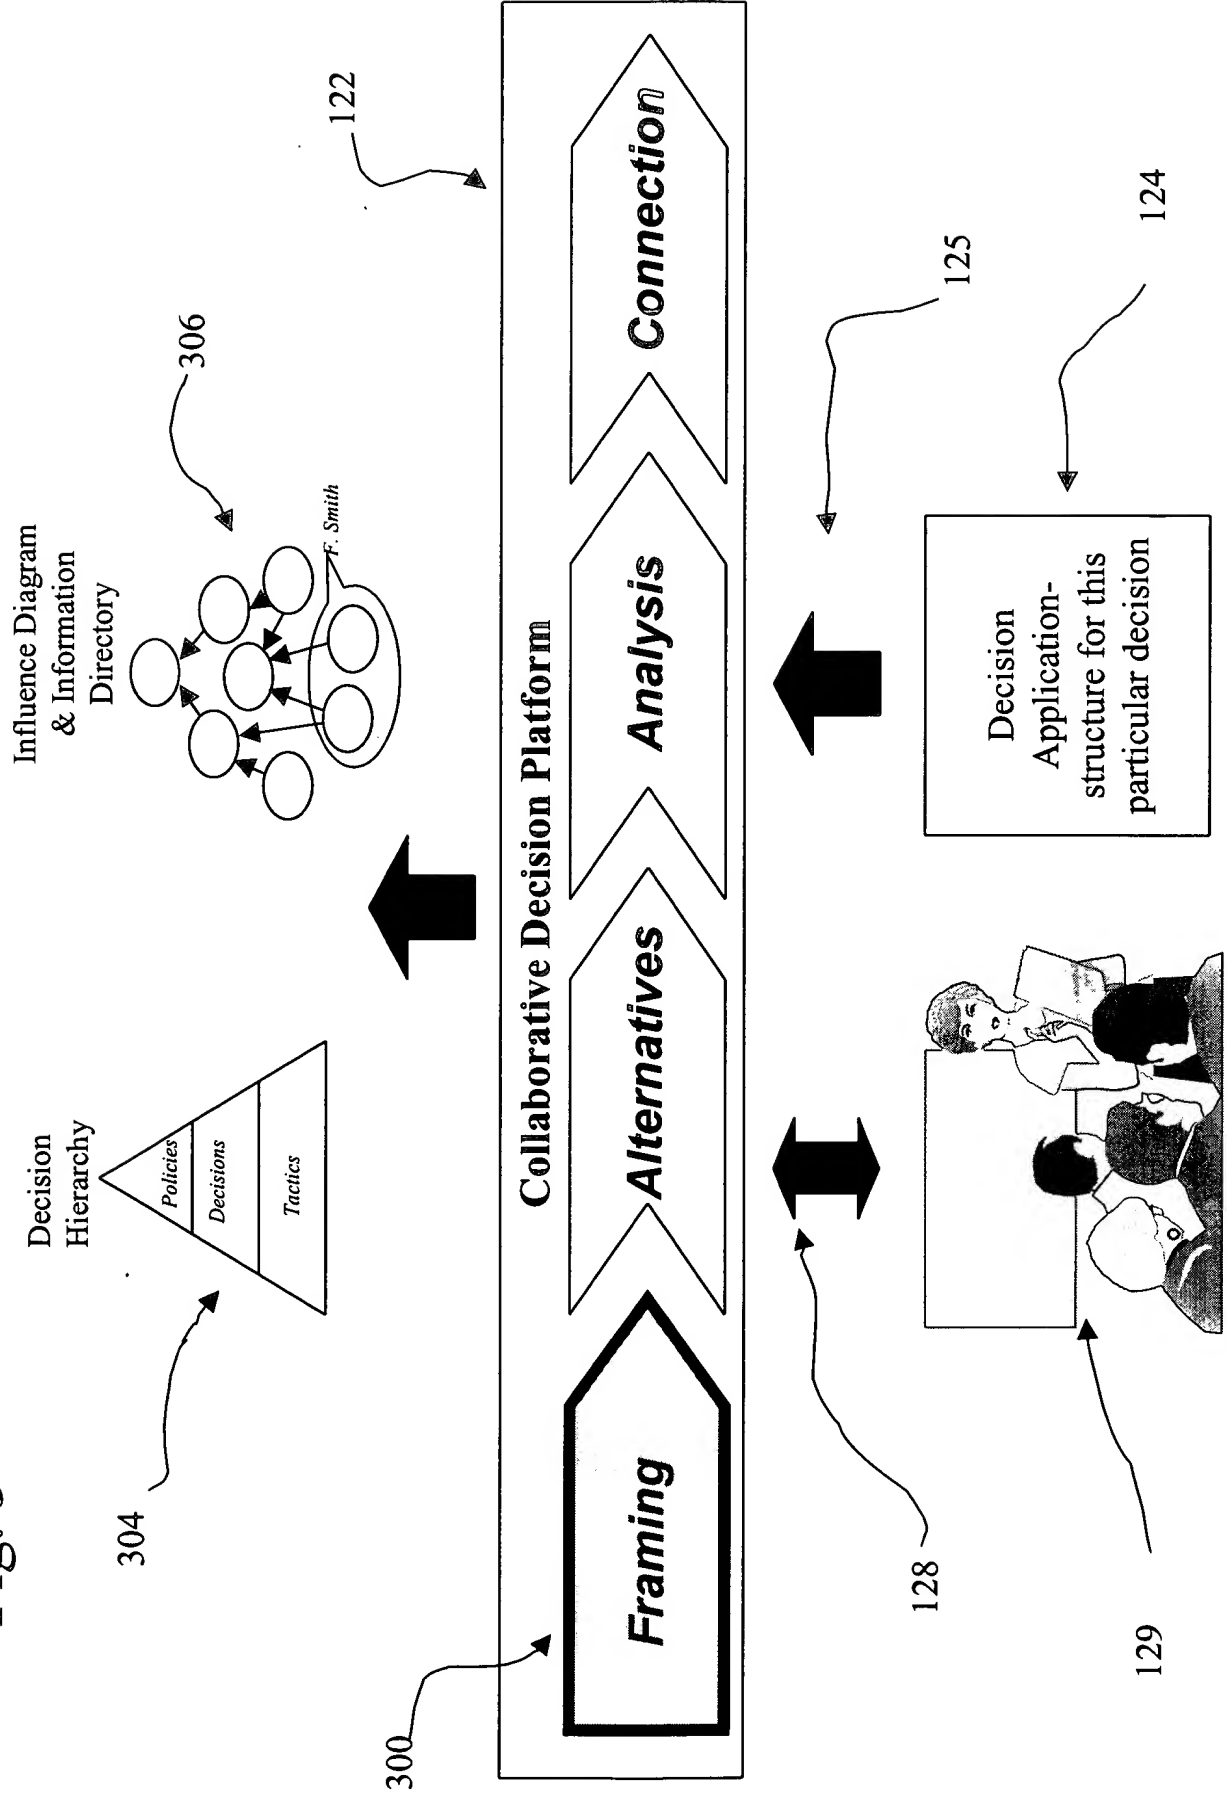 Decision
Hierarchy
Policies
Decisions
Tactics
304
Influence Diagram
& Information
Directory
F. Smith
306
122
Collaborative Decision Platform
300
Framing
Alternatives
Analysis
Connection
128
129
125
Decision
Application-
structure for this
particular decision
124